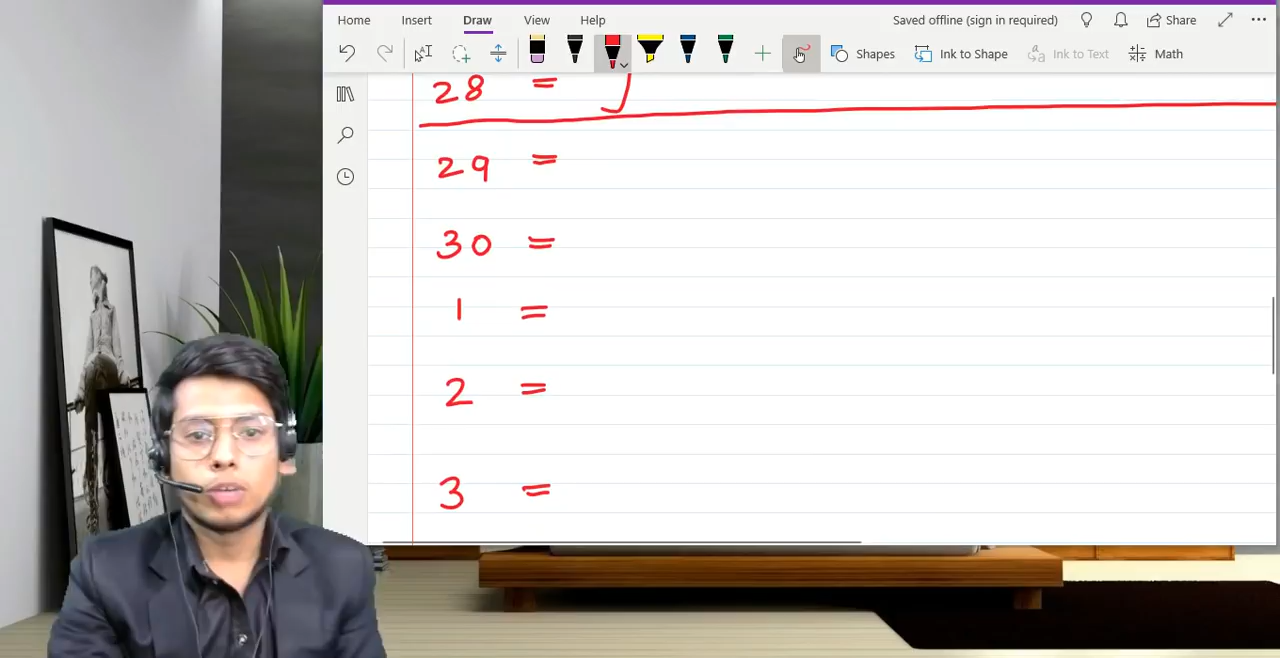 Home Insert Draw View Help Saved offline (sign in required) Share
Shapes Ink to Shape Ink to Text Math
28 = }
29 =
30 =
1 =
2 =
3 =